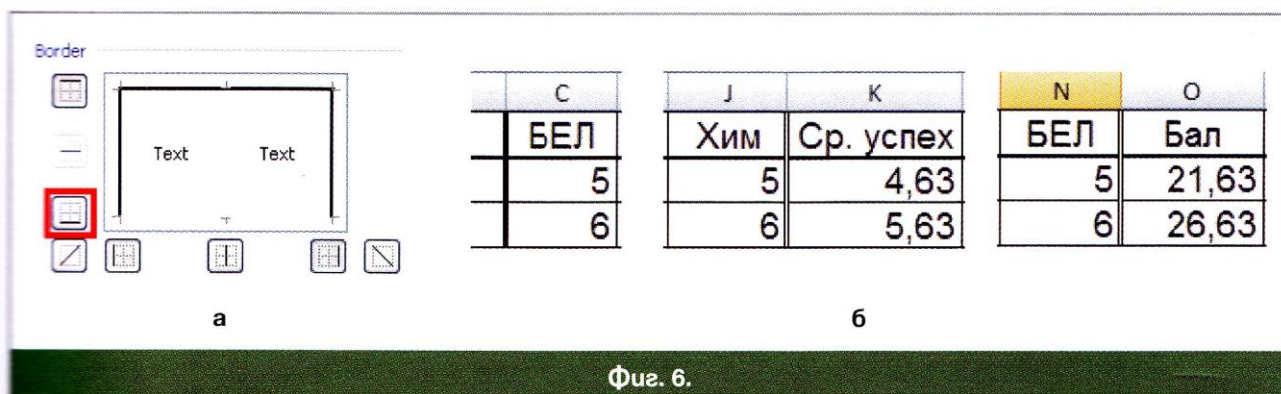 Border
Text Text
C
БЕЛ
5
6
J K
Хим Ср. успех
5 4,63
6 5,63
N O
БЕЛ Бал
5 21,63
6 26,63
а
б
Фиг. 6.